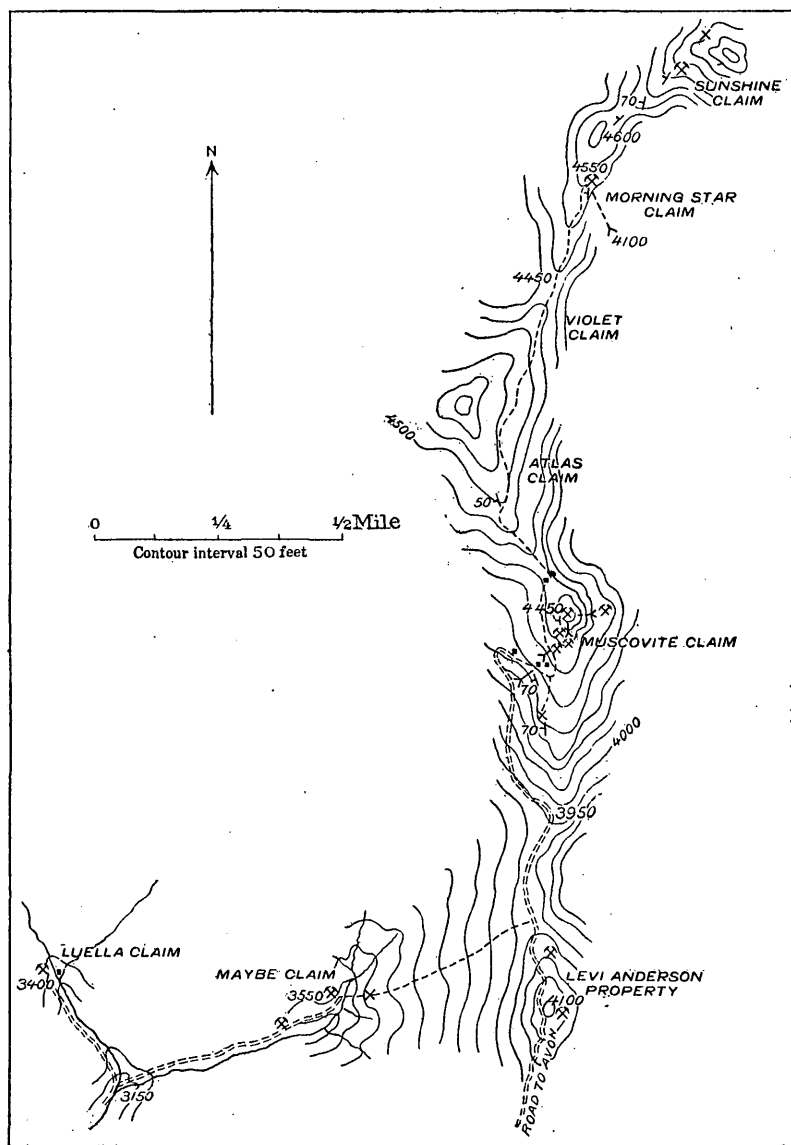 SUNSHINE
CLAIM
70
4600
4550
MORNING STAR
CLAIM
4100
N
4450
VIOLET
CLAIM
4500
ATLAS
CLAIM
50
0 1/4 1/2 Mile
Contour interval 50 feet
4450
MUSCOVITE CLAIM
70
70
4000
3950
LUELLA CLAIM
3400
MAYBE CLAIM
3550
LEVI ANDERSON
PROPERTY
4100
3150
ROAD TO AVON